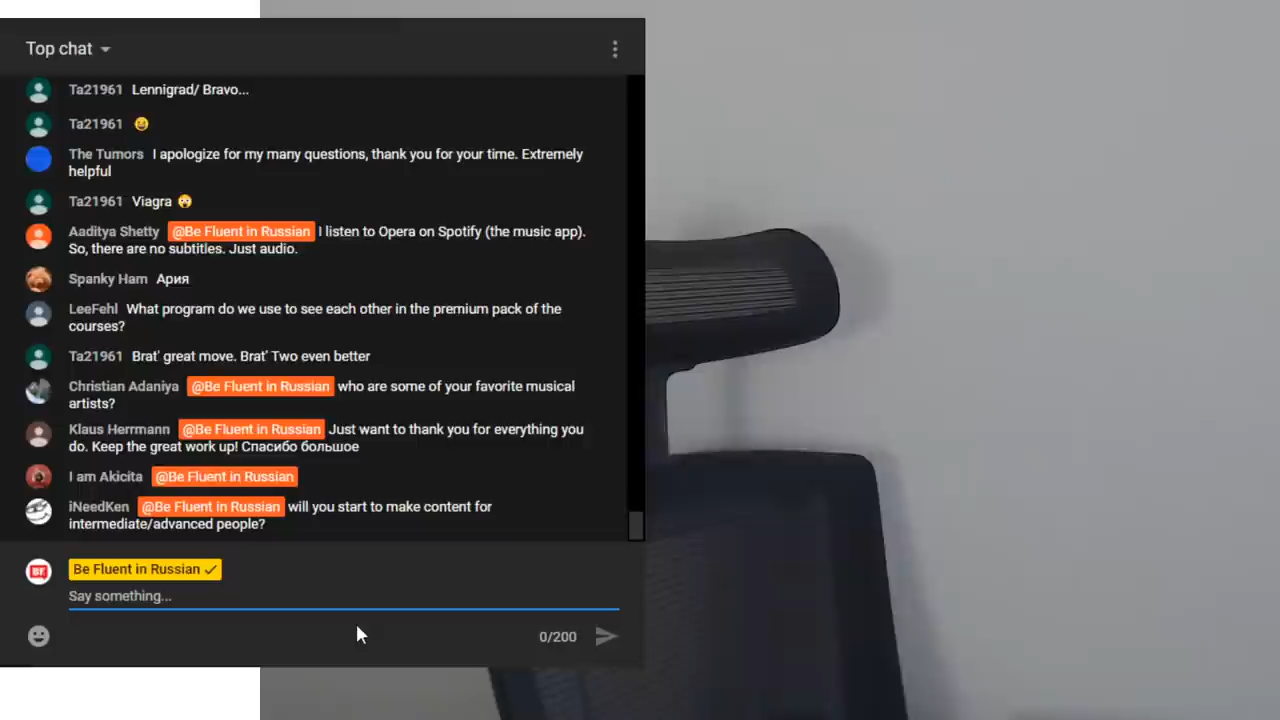 Top chat
Ta21961 Lennigrad/ Bravo...
Ta21961 😆
The Tumors I apologize for my many questions, thank you for your time. Extremely
helpful
Ta21961 Viagra 😲
Aaditya Shetty @Be Fluent in Russian I listen to Opera on Spotify (the music app).
So, there are no subtitles. Just audio.
Spanky Ham Ария
LeeFehl What program do we use to see each other in the premium pack of the
courses?
Ta21961 Brat' great move. Brat' Two even better
Christian Adaniya @Be Fluent in Russian who are some of your favorite musical
artists?
Klaus Herrmann @Be Fluent in Russian Just want to thank you for everything you
do. Keep the great work up! Спасибо большое
I am Akicita @Be Fluent in Russian
iNeedKen @Be Fluent in Russian will you start to make content for
intermediate/advanced people?
BE
Be Fluent in Russian ✓
Say something...
0/200